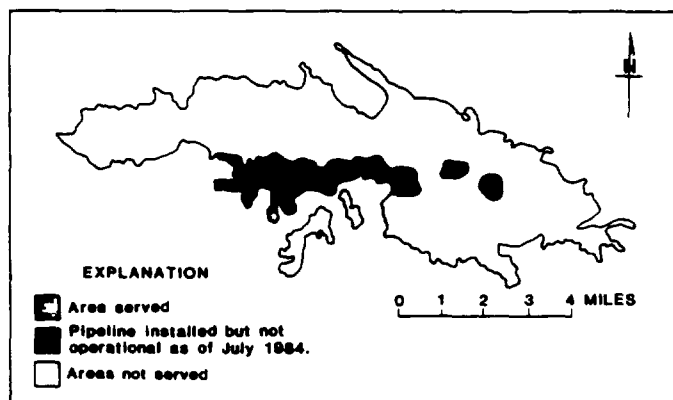 N
EXPLANATION
Area served
Pipeline installed but not
operational as of July 1984.
Areas not served
0 1 2 3 4 MILES